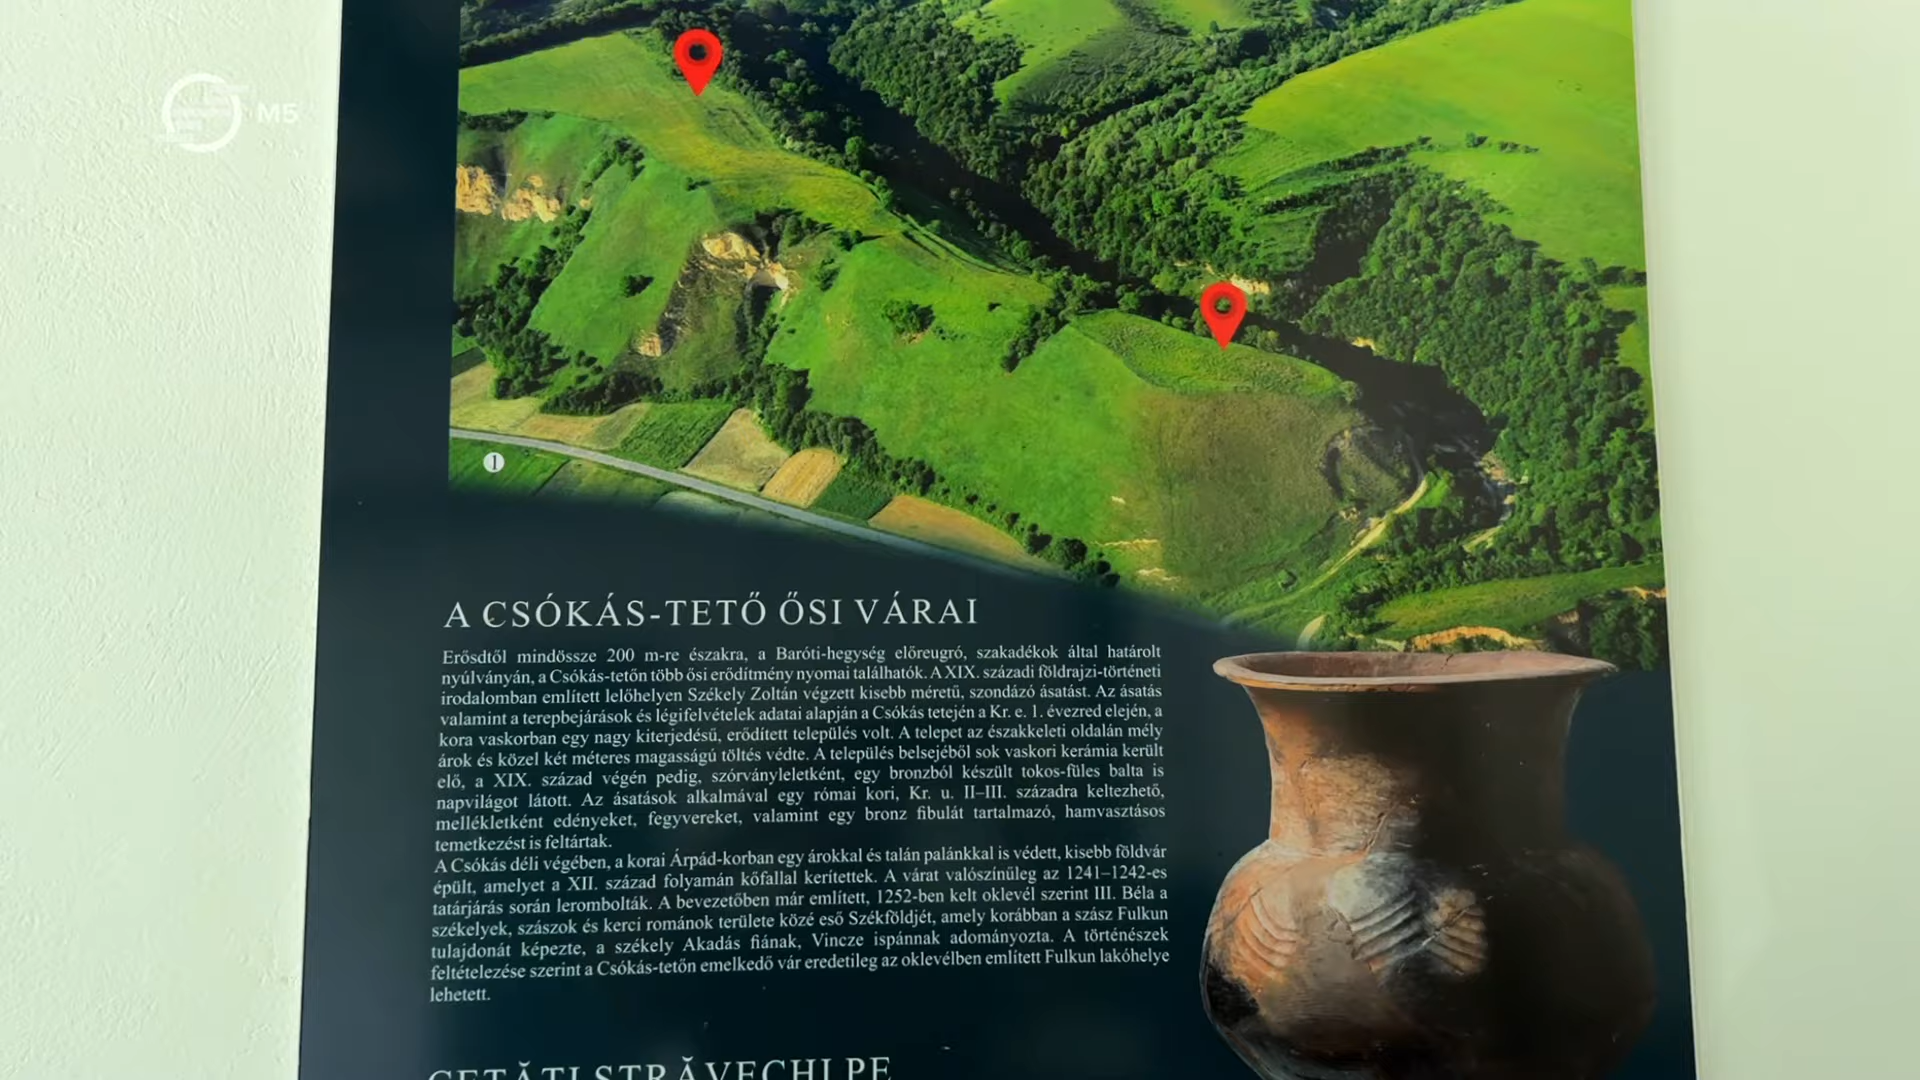 M5
1
A CSÓKÁS-TETŐ ŐSI VÁRAI
Erősdtől mindössze 200 m-re északra, a Baróti-hegység előreugró, szakadékok által határolt
nyúlványán, a Csókás-tetőn több ősi erődítmény nyomai találhatók. A XIX. századi földrajzi-történeti
irodalomban említett lelőhelyen Székely Zoltán végzett kisebb méretű, szondázó ásatást. Az ásatás
valamint a terepbejárások és légifelvételek adatai alapján a Csókás tetején a Kr. e. 1. évezred elején, a
kora vaskorban egy nagy kiterjedésű, erődített település volt. A telepet az északkeleti oldalán mély
árok és közel két méteres magasságú töltés védte. A település belsejéből sok vaskori kerámia került
elő, a XIX. század végén pedig, szórványleletként, egy bronzból készült tokos-füles balta is
napvilágot látott. Az ásatások alkalmával egy római kori, Kr. u. II–III. századra keltezhető,
mellékletként edényeket, fegyvereket, valamint egy bronz fibulát tartalmazó, hamvasztásos
temetkezést is feltártak.
A Csókás déli végében, a korai Árpád-korban egy árokkal és talán palánkkal is védett, kisebb földvár
épült, amelyet a XII. század folyamán kőfallal kerítettek. A várat valószínűleg az 1241–1242-es
tatárjárás során lerombolták. A bevezetőben már említett, 1252-ben kelt oklevél szerint III. Béla a
székelyek, szászok és kerci románok területe közé eső Székföldjét, amely korábban a szász Fulkun
tulajdonát képezte, a székely Akadás fiának, Vincze ispánnak adományozta. A történészek
feltételezése szerint a Csókás-tetőn emelkedő vár eredetileg az oklevélben említett Fulkun lakóhelye
lehetett.
CETĂȚI STRĂVECHI PE